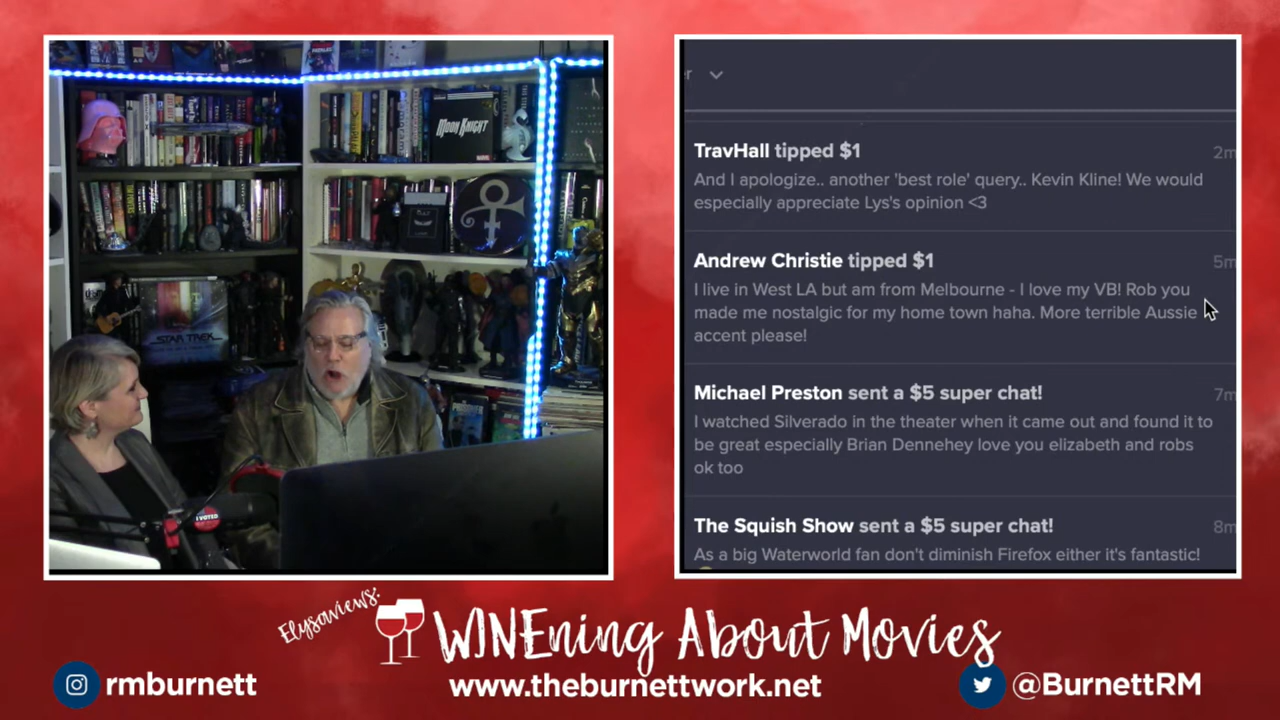 MOON KNIGHT
MARVEL
STAR TREK
I VOTED
r
TravHall tipped $1
2m
And I apologize.. another 'best role' query.. Kevin Kline! We would
especially appreciate Lys's opinion <3
Andrew Christie tipped $1
5m
I live in West LA but am from Melbourne - I love my VB! Rob you
made me nostalgic for my home town haha. More terrible Aussie
accent please!
Michael Preston sent a $5 super chat!
7m
I watched Silverado in the theater when it came out and found it to
be great especially Brian Dennehey love you elizabeth and robs
ok too
The Squish Show sent a $5 super chat!
8m
As a big Waterworld fan don't diminish Firefox either it's fantastic!
Elysaviews:
WINEning About Movies
rmburnett
www.theburnettwork.net
@BurnettRM